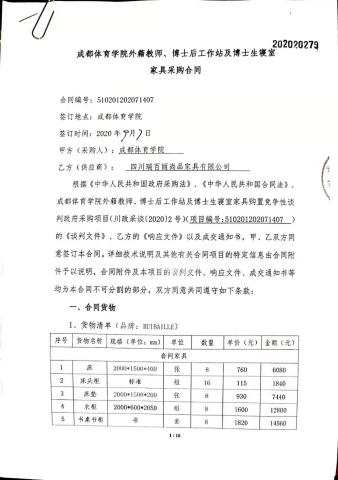 202020279
成都体育学院外籍教师、博士后工作站及博士生寝室
家具采购合同
合同编号：510201202071407
签订地点：成都体育学院
签订时间：2020年9月7日
甲方（采购人）：成都体育学院
乙方（供应商）：四川瑞百丽尚品家具有限公司
根据《中华人民共和国政府采购法》、《中华人民共和国合同法》、
成都体育学院外籍教师、博士后工作站及博士生寝室家具购置竞争性谈
判政府采购项目(川政采谈(2020)2号)(项目编号:510201202071407)
的《谈判文件》、乙方的《响应文件》以及成交通知书，甲、乙双方同
意签订本合同。详细技术说明及其他有关合同项目的特定信息由合同附
件予以说明，合同附件及本项目的谈判文件、响应文件、成交通知书等
均为本合同不可分割的部分，双方同意共同遵守如下条款：
一、合同货物
1、货物清单（品牌：RUIBAILLE）
序号 货物名称 规格（单位：mm） 单位 数量 单价（元） 金额（元）
套间家具
1 床 2000*1500*400 张 8 760 6080
2 床头柜 标准 组 16 115 1840
3 床垫 2000*1500*200 张 8 930 7440
4 衣柜 2000*600*2650 组 8 1600 12800
5 书桌书柜 书 套 8 1820 14560
1 / 16